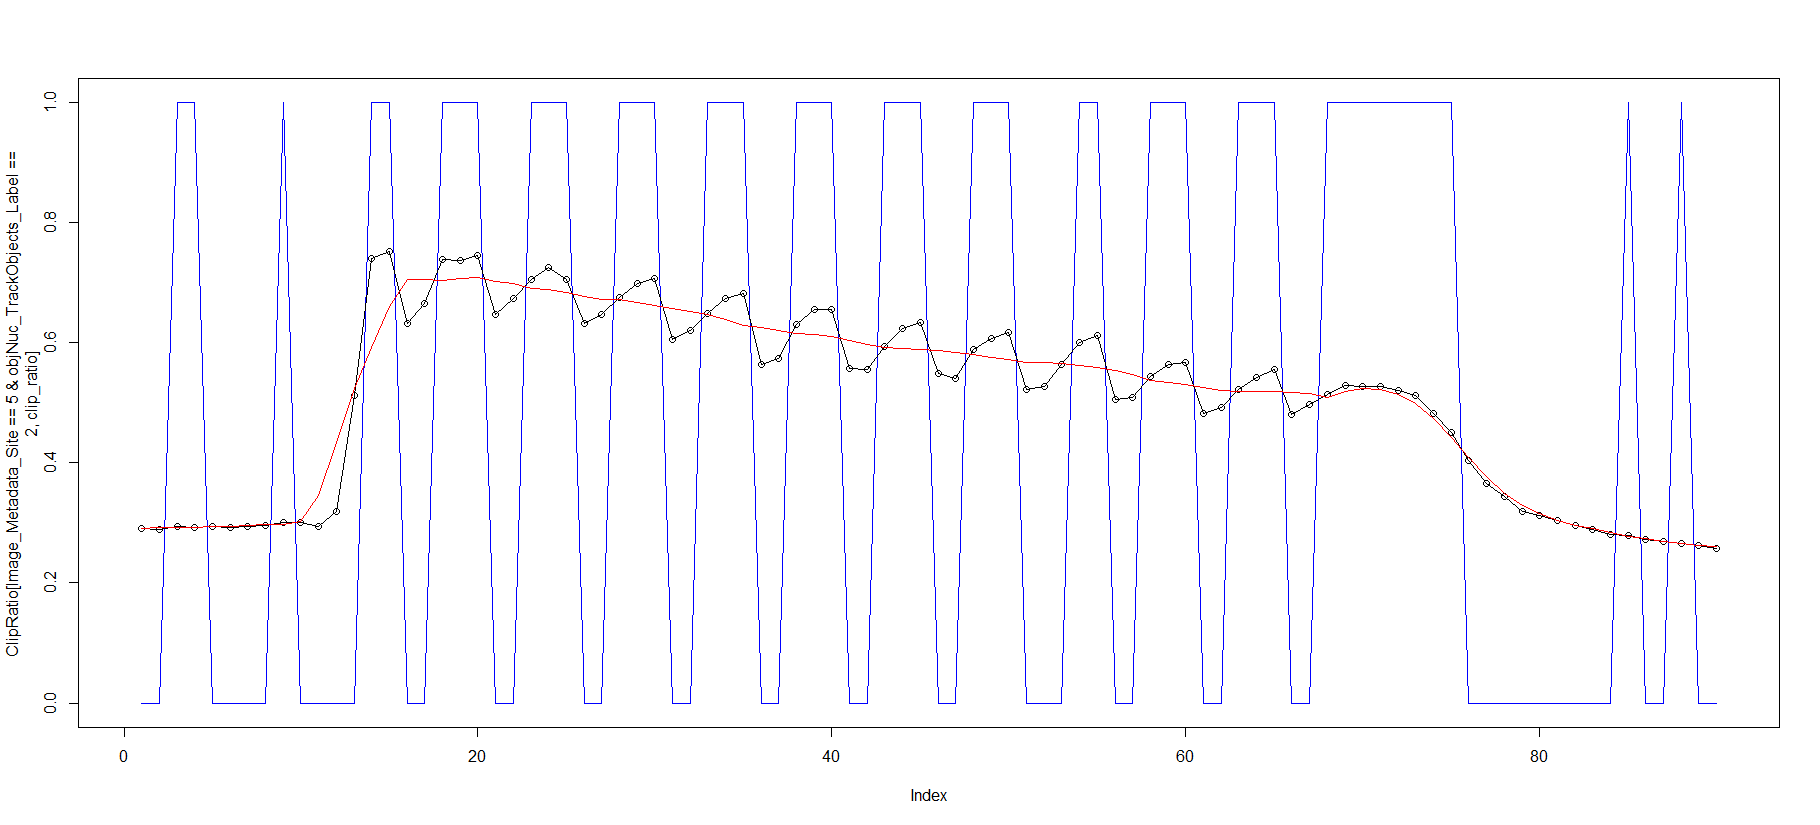 ClipRatio[Image_Metadata_Site == 5 & objNuc_TrackObjects_Label ==
2, clip_ratio]
1.0
0.8
0.6
0.4
0.2
0.0
0 20 40 60 80
Index